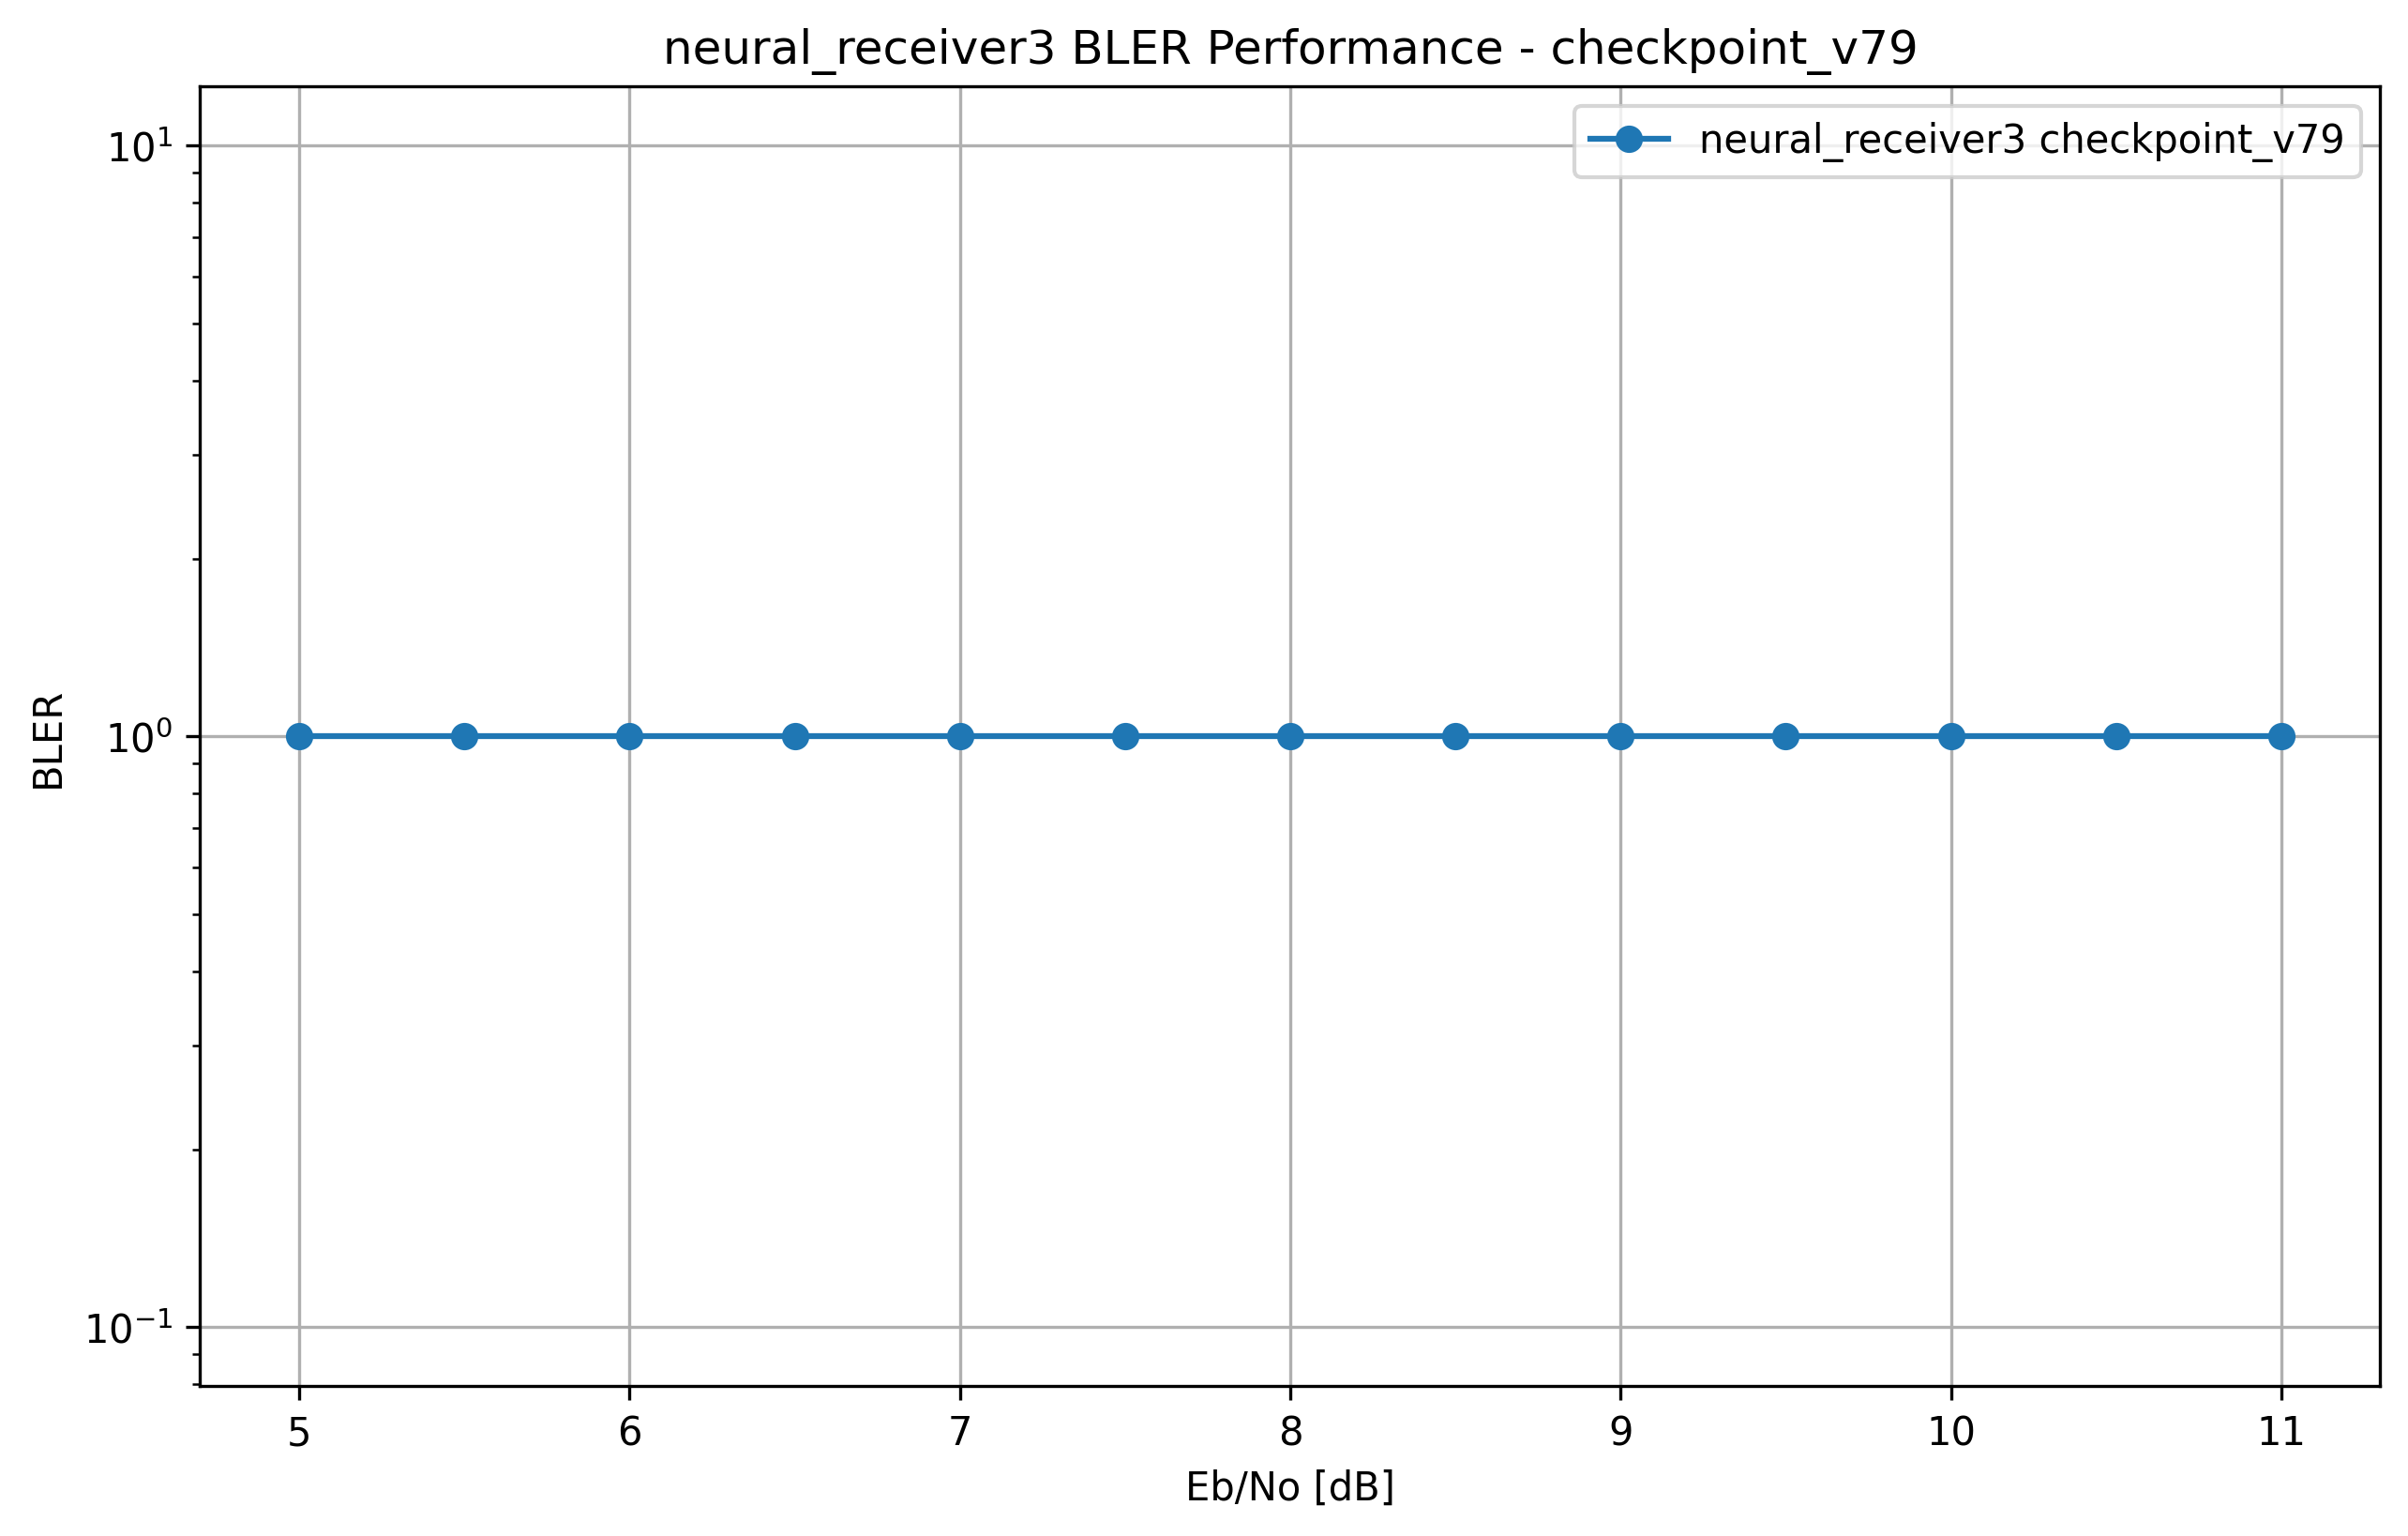 neural_receiver3 BLER Performance - checkpoint_v79
neural_receiver3 checkpoint_v79
10¹
10⁰
10⁻¹
BLER
5 6 7 8 9 10 11
Eb/No [dB]